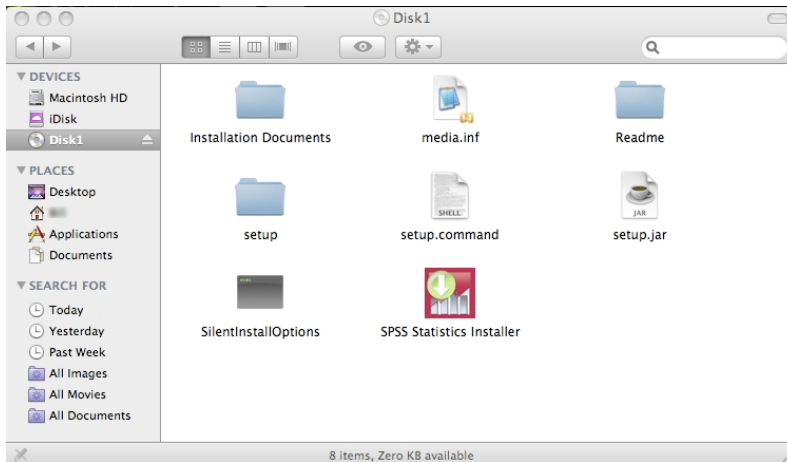 Disk1
DEVICES
Macintosh HD
iDisk
Disk1
PLACES
Desktop
Applications
Documents
SEARCH FOR
Today
Yesterday
Past Week
All Images
All Movies
All Documents
Installation Documents
media.inf
Readme
setup
SHELL
setup.command
JAR
setup.jar
SilentInstallOptions
SPSS Statistics Installer
8 items, Zero KB available